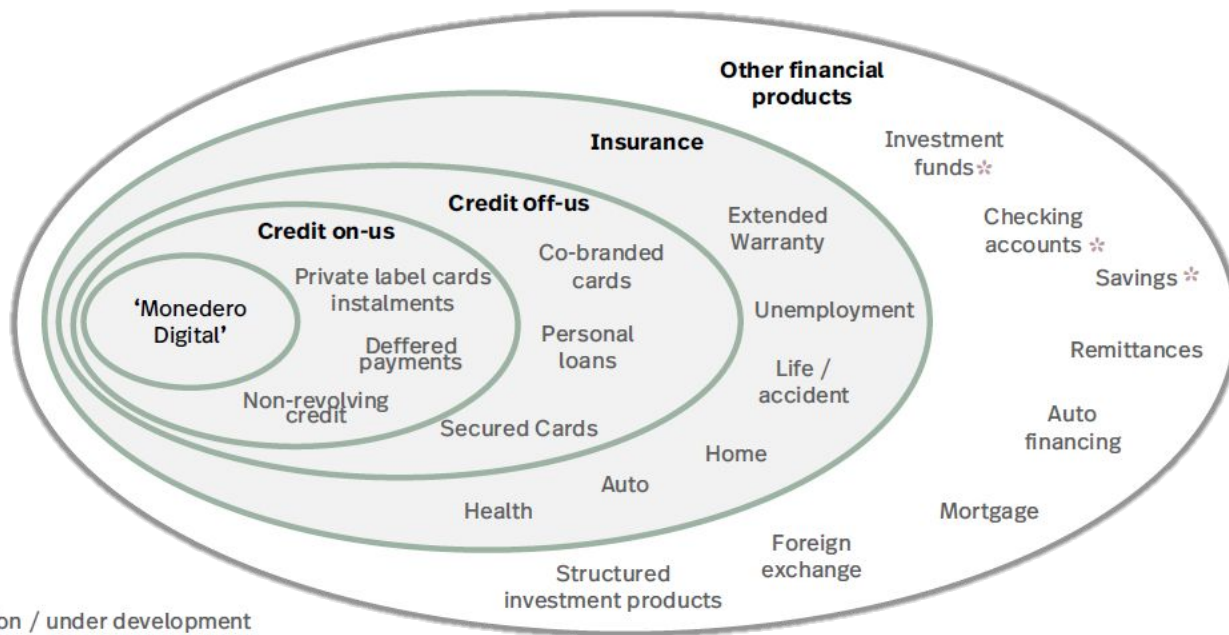 Other financial
products
Insurance
Investment
funds*
Credit off-us
Extended
Warranty
Checking
accounts *
Credit on-us
Co-branded
cards
Savings *
Private label cards
instalments
'Monedero
Digital'
Unemployment
Deffered
payments
Personal
loans
Remittances
Life /
accident
Non-revolving
credit
Secured Cards
Auto
financing
Home
Auto
Health
Mortgage
Foreign
exchange
Structured
investment products
on / under development